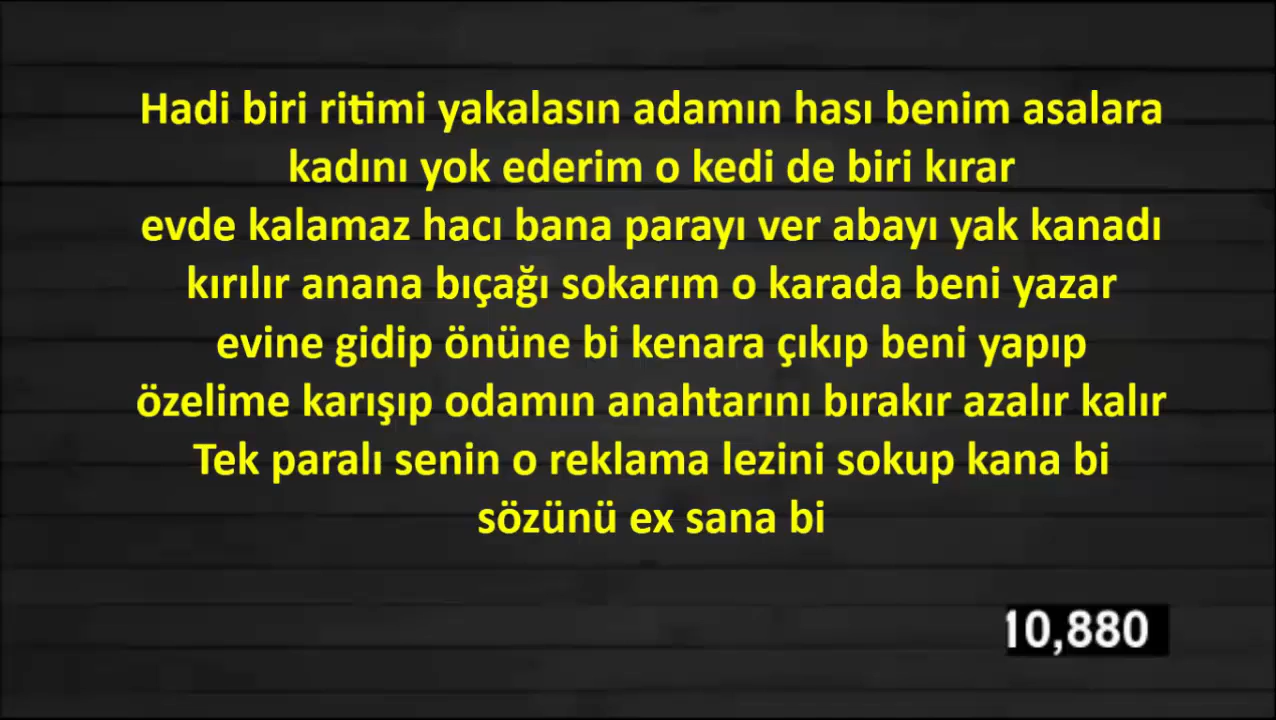 Hadi biri ritimi yakalasın adamın hası benim asalara
kadını yok ederim o kedi de biri kırar
evde kalamaz hacı bana parayı ver abayı yak kanadı
kırılır anana bıçağı sokarım o karada beni yazar
evine gidip önüne bi kenara çıkıp beni yapıp
özelime karışıp odamın anahtarını bırakır azalır kalır
Tek paralı senin o reklama lezini sokup kana bi
sözünü ex sana bi
10,880